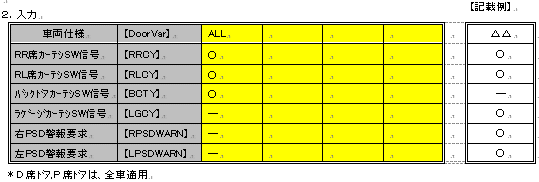 【記載例】
2. 入力
車両仕様 【DoorVar】 ALL △△
RR席カーテンSW信号 【RRCY】 ○ ○
RL席カーテンSW信号 【RLCY】 ○ ○
バックドアカーテンSW信号 【BCTY】 ○ ー
ラゲージカーテンSW信号 【LGCY】 ー ○
右PSD警報要求 【RPSDWARN】 ー ○
左PSD警報要求 【LPSDWARN】 ー ○
*D席ドア,P席ドアは、全車適用